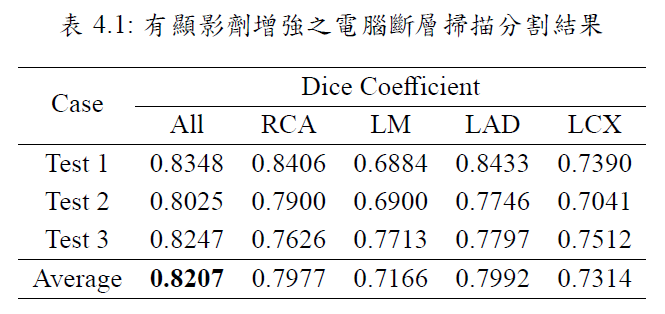 表 4.1: 有顯影劑增強之電腦斷層掃描分割結果
Case Dice Coefficient
All RCA LM LAD LCX
Test 1 0.8348 0.8406 0.6884 0.8433 0.7390
Test 2 0.8025 0.7900 0.6900 0.7746 0.7041
Test 3 0.8247 0.7626 0.7713 0.7797 0.7512
Average 0.8207 0.7977 0.7166 0.7992 0.7314